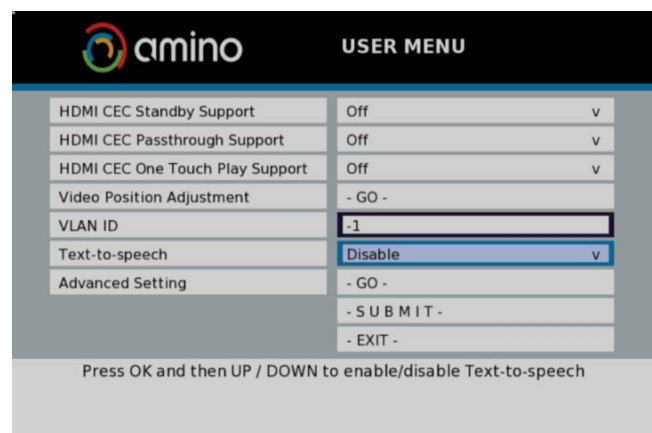 amino USER MENU
HDMI CEC Standby Support Off v
HDMI CEC Passthrough Support Off v
HDMI CEC One Touch Play Support Off v
Video Position Adjustment - GO -
VLAN ID -1
Text-to-speech Disable v
Advanced Setting - GO -
- S U B M I T -
- EXIT -
Press OK and then UP / DOWN to enable/disable Text-to-speech